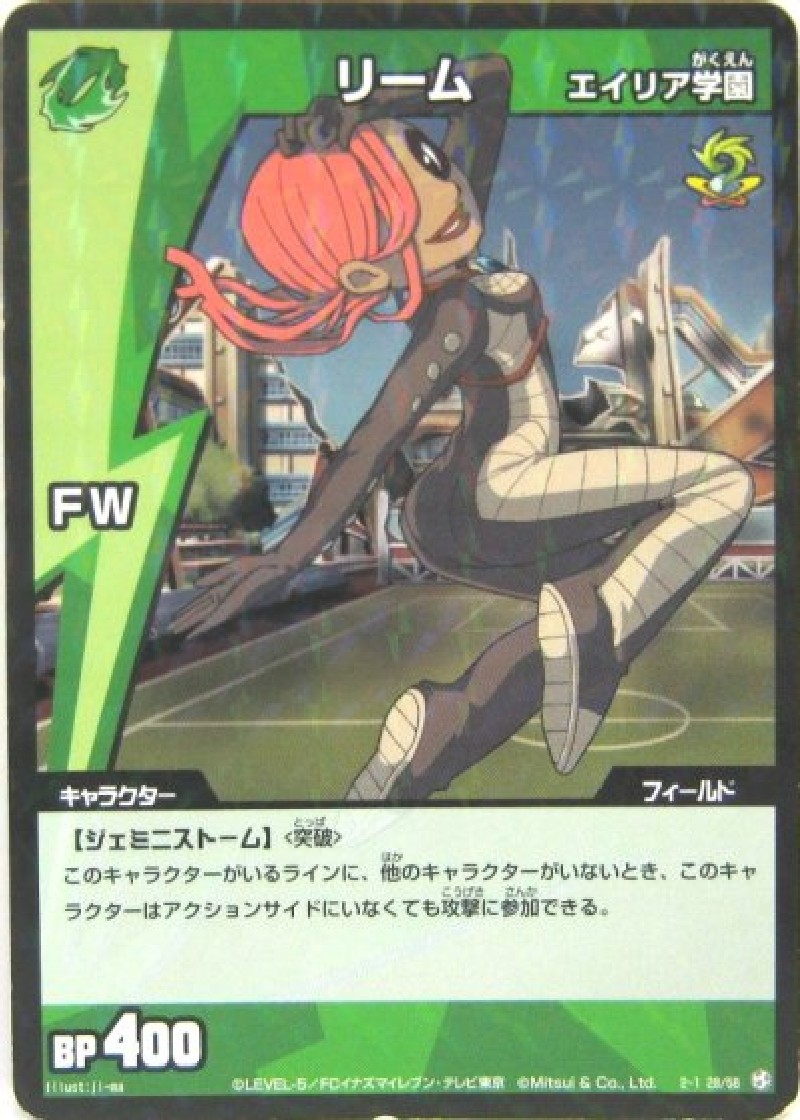 リーム
エイリア学園
がくえん
FW
キャラクター
フィールド
【ジェミニストーム】<突破>
とっぱ
このキャラクターがいるラインに、他のキャラクターがいないとき、このキャ
ほか
ラクターはアクションサイドにいなくても攻撃に参加できる。
こうげき さんか
BP 400
Illust:JI-ma
©LEVEL-5／FCイナズマイレブン・テレビ東京 ©Mitsui & Co., Ltd.
2-1 28/68